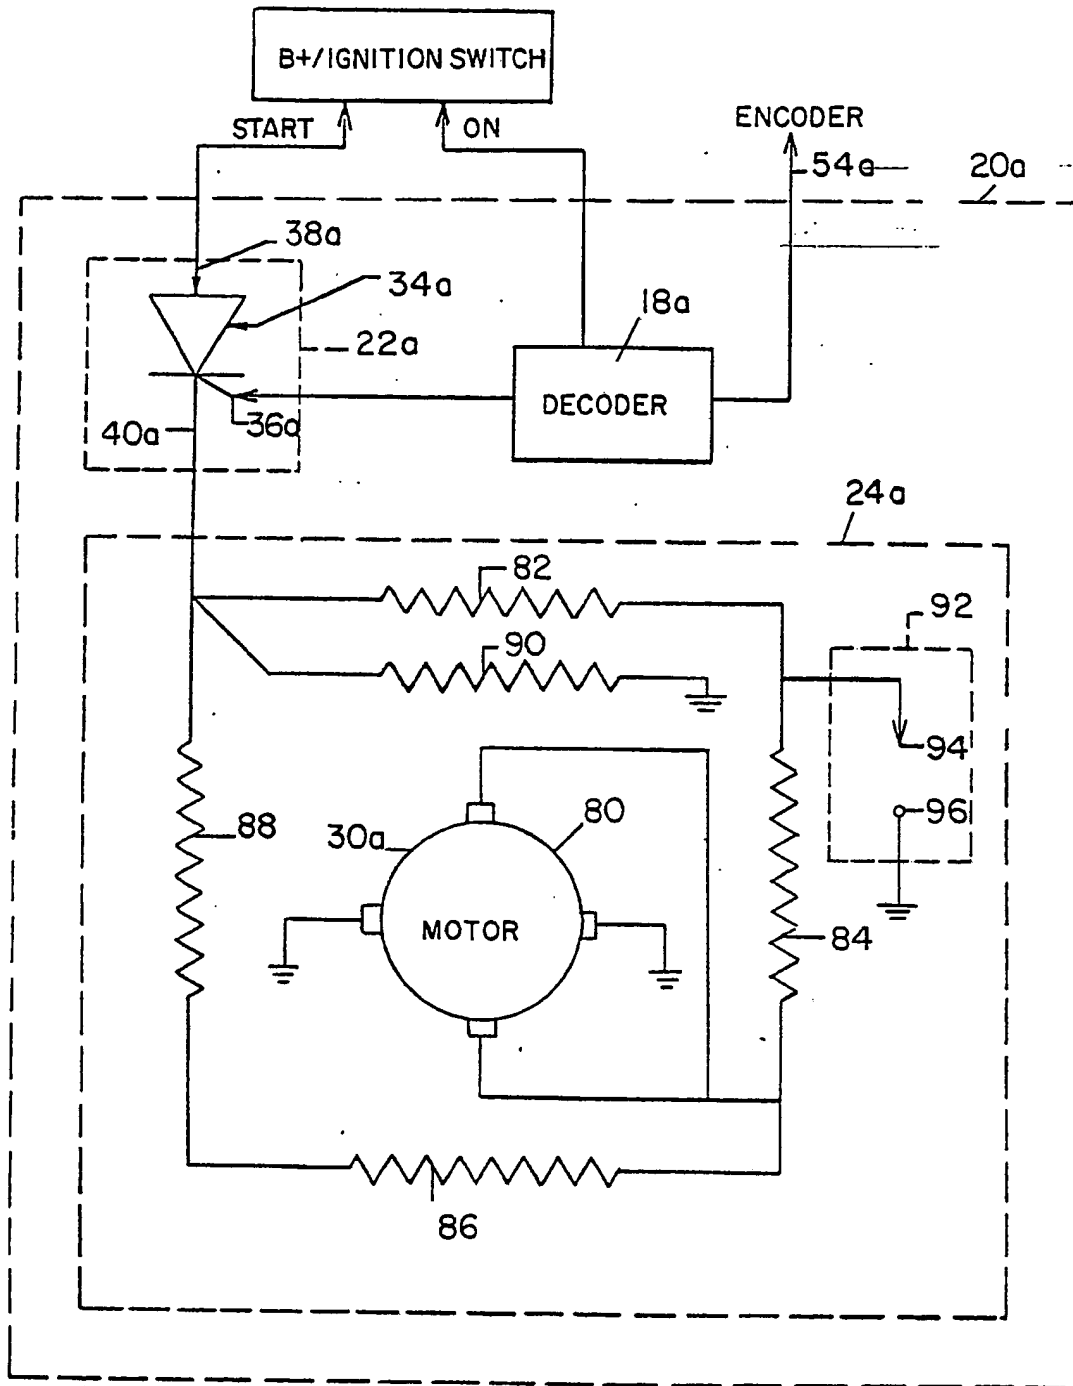 B+/IGNITION SWITCH
START
ON
ENCODER
54a
20a
38a
34a
18a
22a
DECODER
36a
40a
24a
82
92
90
94
88
30a
80
96
MOTOR
84
86